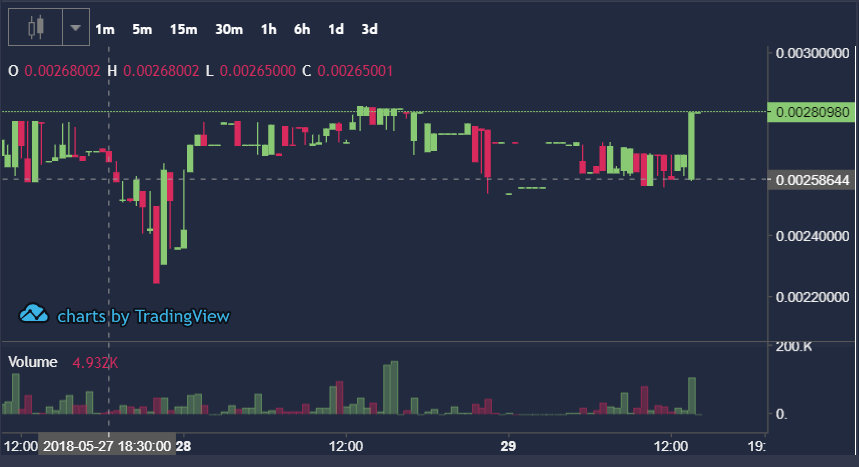 1m 5m 15m 30m 1h 6h 1d 3d
O 0.00268002 H 0.00268002 L 0.00265000 C 0.00265001
0.00300000
0.00280980
0.00258644
0.00240000
0.00220000
charts by TradingView
200.K
Volume 4.932K
0.
12:00 2018-05-27 18:30:00 28 12:00 29 12:00 19: